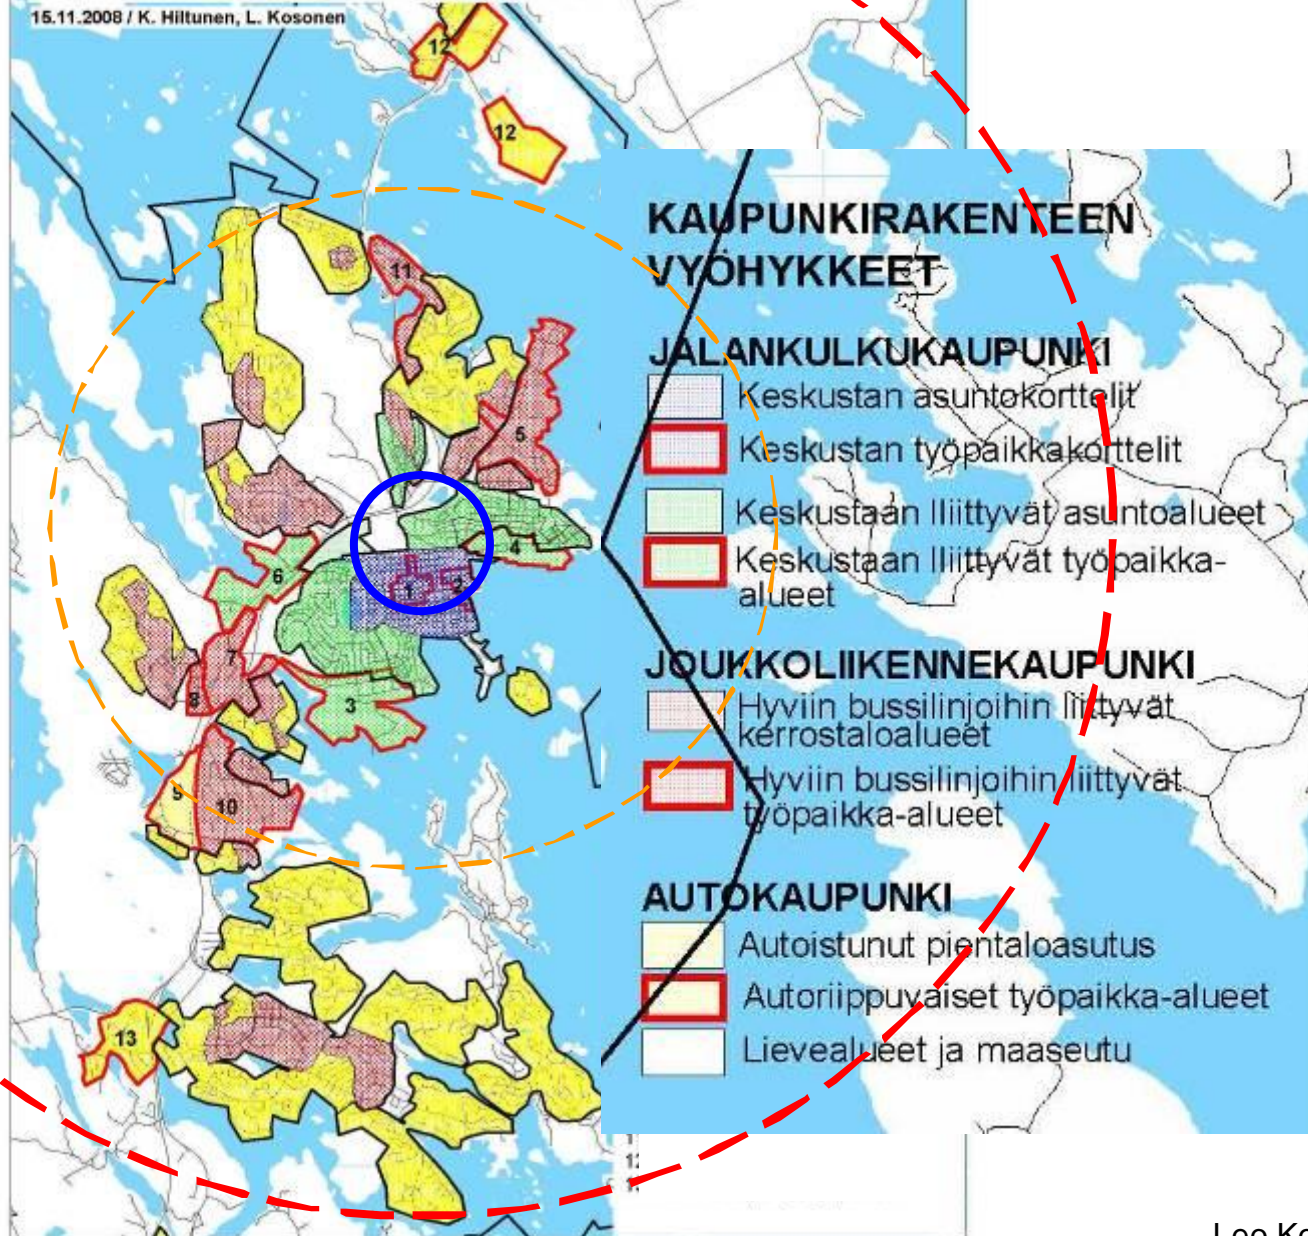 15.11.2008 / K. Hiltunen, L. Kosonen
12
12
11
5
4
6
1
2
7
8
3
9
10
13
KAUPUNKIRAKENTEEN
VYÖHYKKEET
JALANKULKUKAUPUNKI
Keskustan asuntokorttelit
Keskustan työpaikkakorttelit
Keskustaan lliittyvät asuntoalueet
Keskustaan lliittyvät työpaikka-
alueet
JOUKKOLIIKENNEKAUPUNKI
Hyviin bussilinjoihin liittyvät
kerrostaloalueet
Hyviin bussilinjoihin liittyvät
työpaikka-alueet
AUTOKAUPUNKI
Autoistunut pientaloasutus
Autoriippuvaiset työpaikka-alueet
Lievealueet ja maaseutu